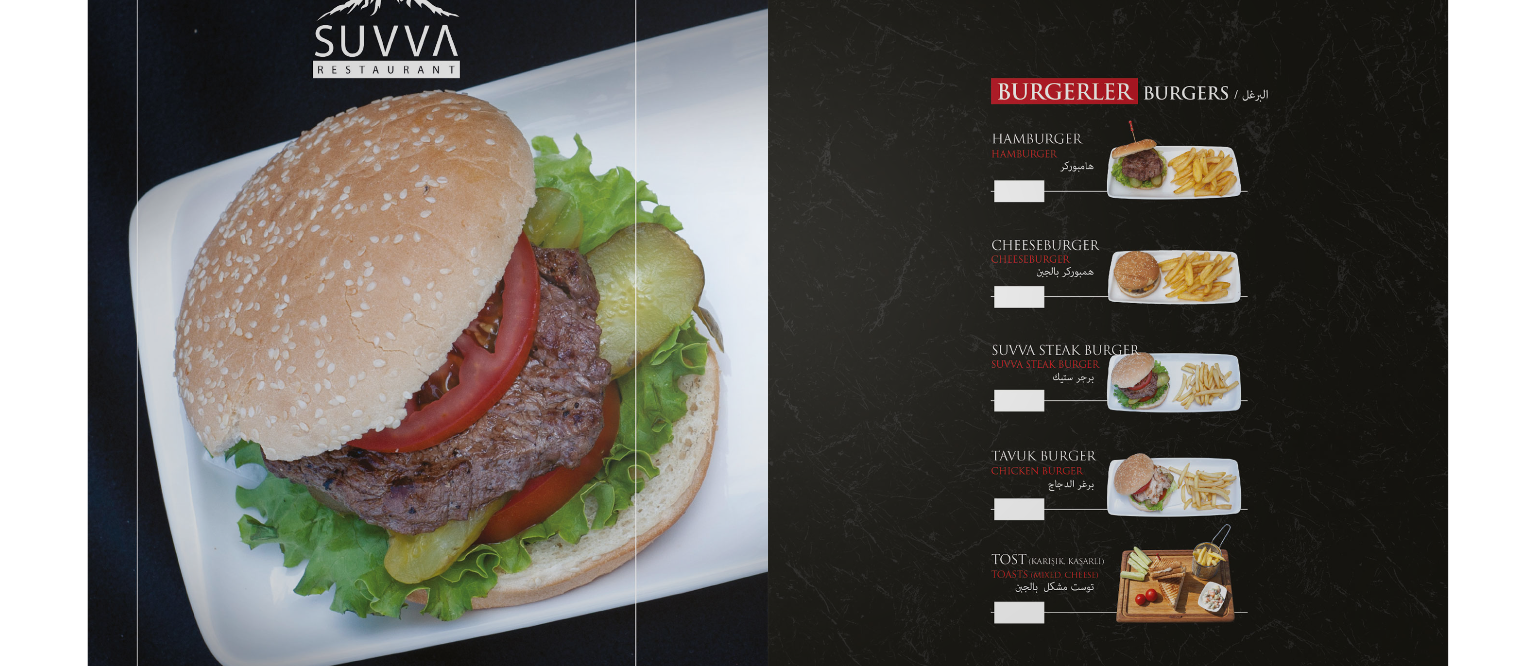 SUVVA
RESTAURANT
BURGERLER BURGERS / البرغل
HAMBURGER
HAMBURGER
هامبوركر
CHEESEBURGER
CHEESEBURGER
همبوركر بالجبن
SUVVA STEAK BURGER
SUVVA STEAK BURGER
برجر ستيك
TAVUK BURGER
CHICKEN BURGER
برغر الدجاج
TOST (KARIŞIK, KAŞARLI)
TOASTS (MIXED, CHEESE)
توست مشكل بالجبن